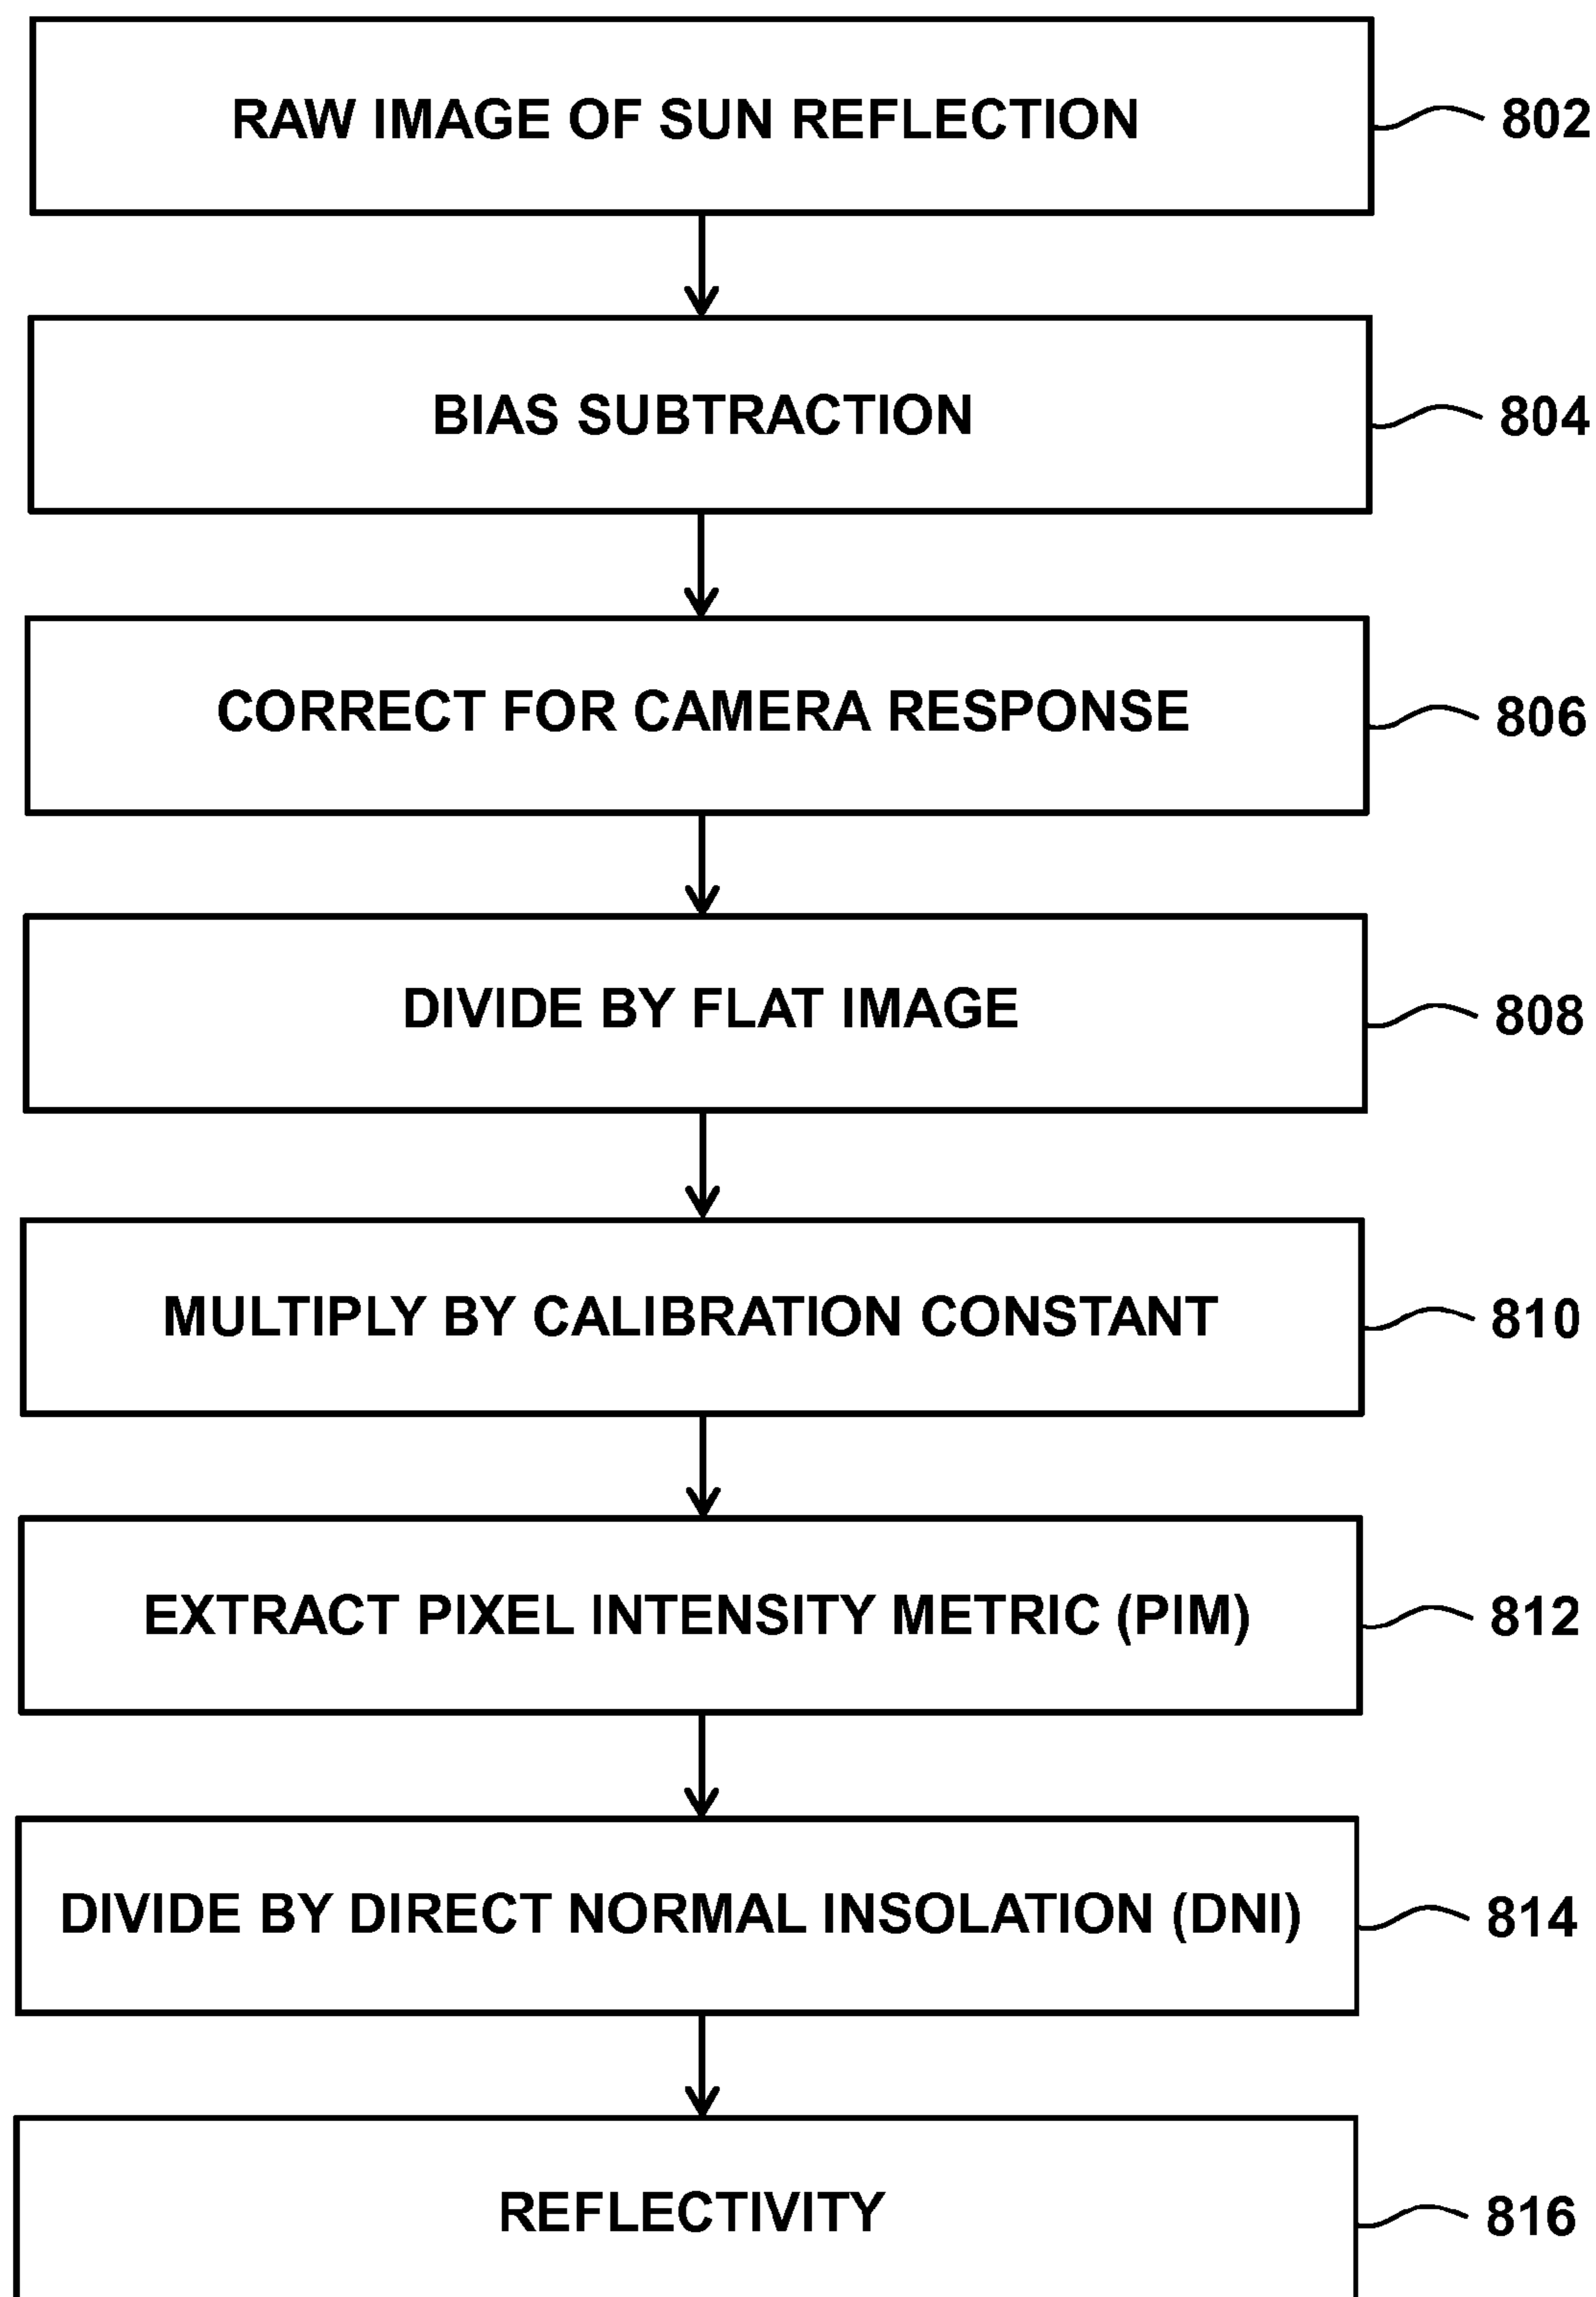 RAW IMAGE OF SUN REFLECTION 802
BIAS SUBTRACTION 804
CORRECT FOR CAMERA RESPONSE 806
DIVIDE BY FLAT IMAGE 808
MULTIPLY BY CALIBRATION CONSTANT 810
EXTRACT PIXEL INTENSITY METRIC (PIM) 812
DIVIDE BY DIRECT NORMAL INSOLATION (DNI) 814
REFLECTIVITY 816